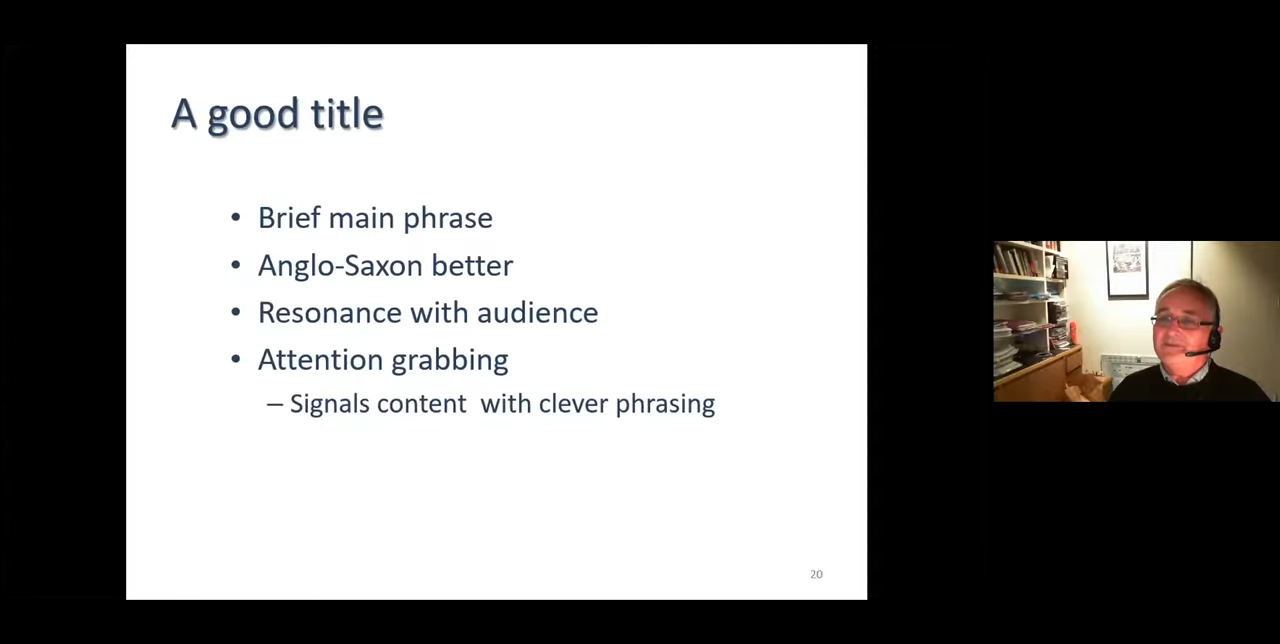 A good title
• Brief main phrase
• Anglo-Saxon better
• Resonance with audience
• Attention grabbing
– Signals content  with clever phrasing
20